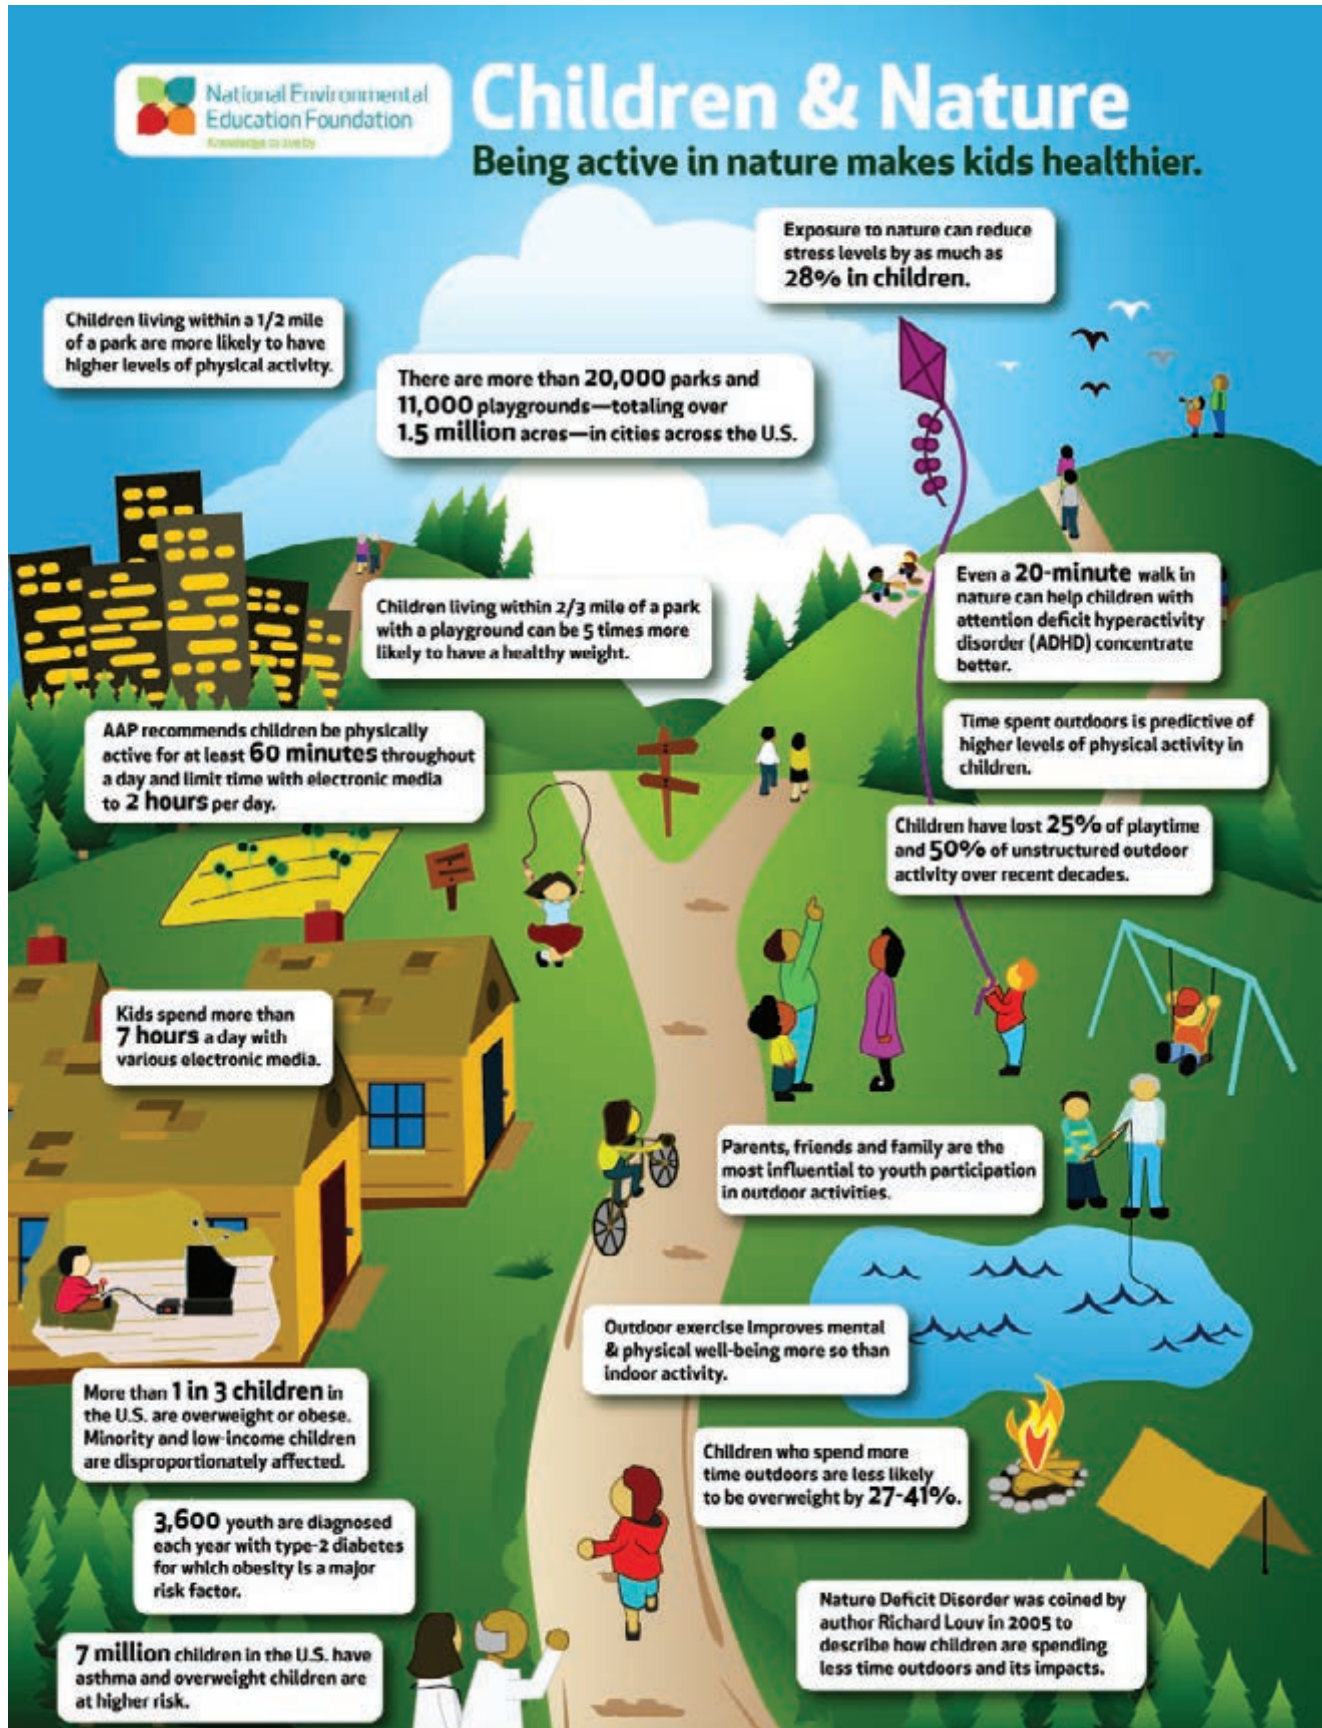 National Environmental
Education Foundation
Knowledge to live by
Children & Nature
Being active in nature makes kids healthier.
Exposure to nature can reduce
stress levels by as much as
28% in children.
Children living within a 1/2 mile
of a park are more likely to have
higher levels of physical activity.
There are more than 20,000 parks and
11,000 playgrounds—totaling over
1.5 million acres—in cities across the U.S.
Even a 20-minute walk in
nature can help children with
attention deficit hyperactivity
disorder (ADHD) concentrate
better.
Children living within 2/3 mile of a park
with a playground can be 5 times more
likely to have a healthy weight.
Time spent outdoors is predictive of
higher levels of physical activity in
children.
AAP recommends children be physically
active for at least 60 minutes throughout
a day and limit time with electronic media
to 2 hours per day.
Children have lost 25% of playtime
and 50% of unstructured outdoor
activity over recent decades.
Kids spend more than
7 hours a day with
various electronic media.
Parents, friends and family are the
most influential to youth participation
in outdoor activities.
Outdoor exercise improves mental
& physical well-being more so than
indoor activity.
More than 1 in 3 children in
the U.S. are overweight or obese.
Minority and low-income children
are disproportionately affected.
Children who spend more
time outdoors are less likely
to be overweight by 27-41%.
3,600 youth are diagnosed
each year with type-2 diabetes
for which obesity is a major
risk factor.
Nature Deficit Disorder was coined by
author Richard Louv in 2005 to
describe how children are spending
less time outdoors and its impacts.
7 million children in the U.S. have
asthma and overweight children are
at higher risk.